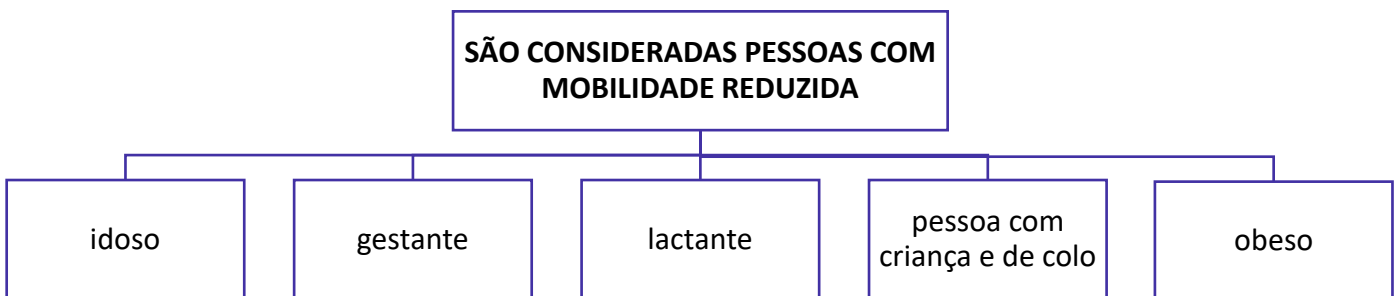 SÃO CONSIDERADAS PESSOAS COM
MOBILIDADE REDUZIDA
idoso
gestante
lactante
pessoa com
criança e de colo
obeso